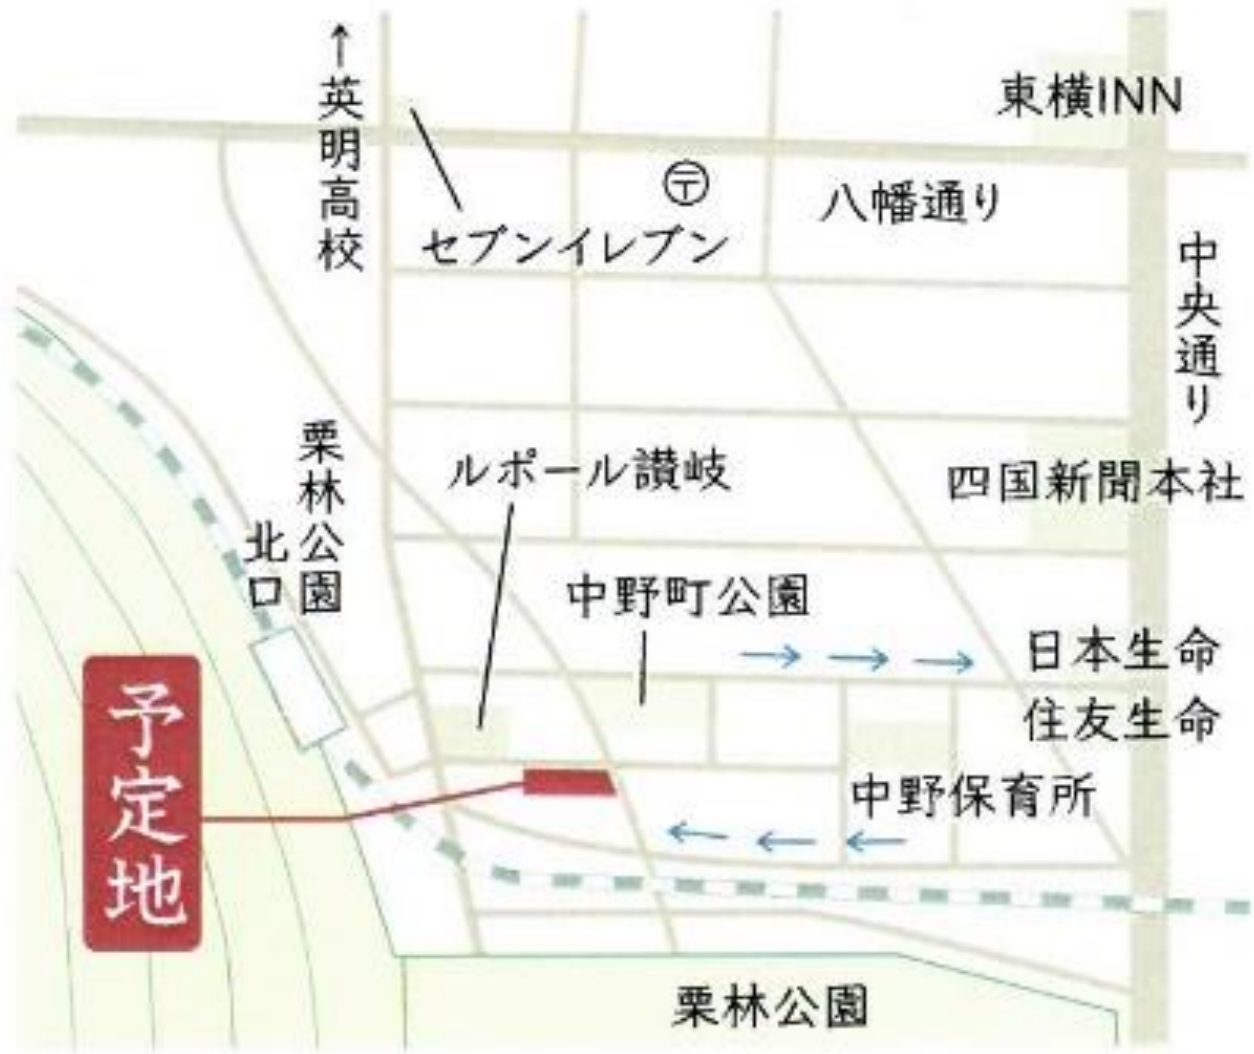 東横INN
↑英明高校
〒
八幡通り
セブンイレブン
中央通り
栗林公園
北口
ルポール讃岐
四国新聞本社
中野町公園
日本生命
住友生命
予定地
中野保育所
栗林公園